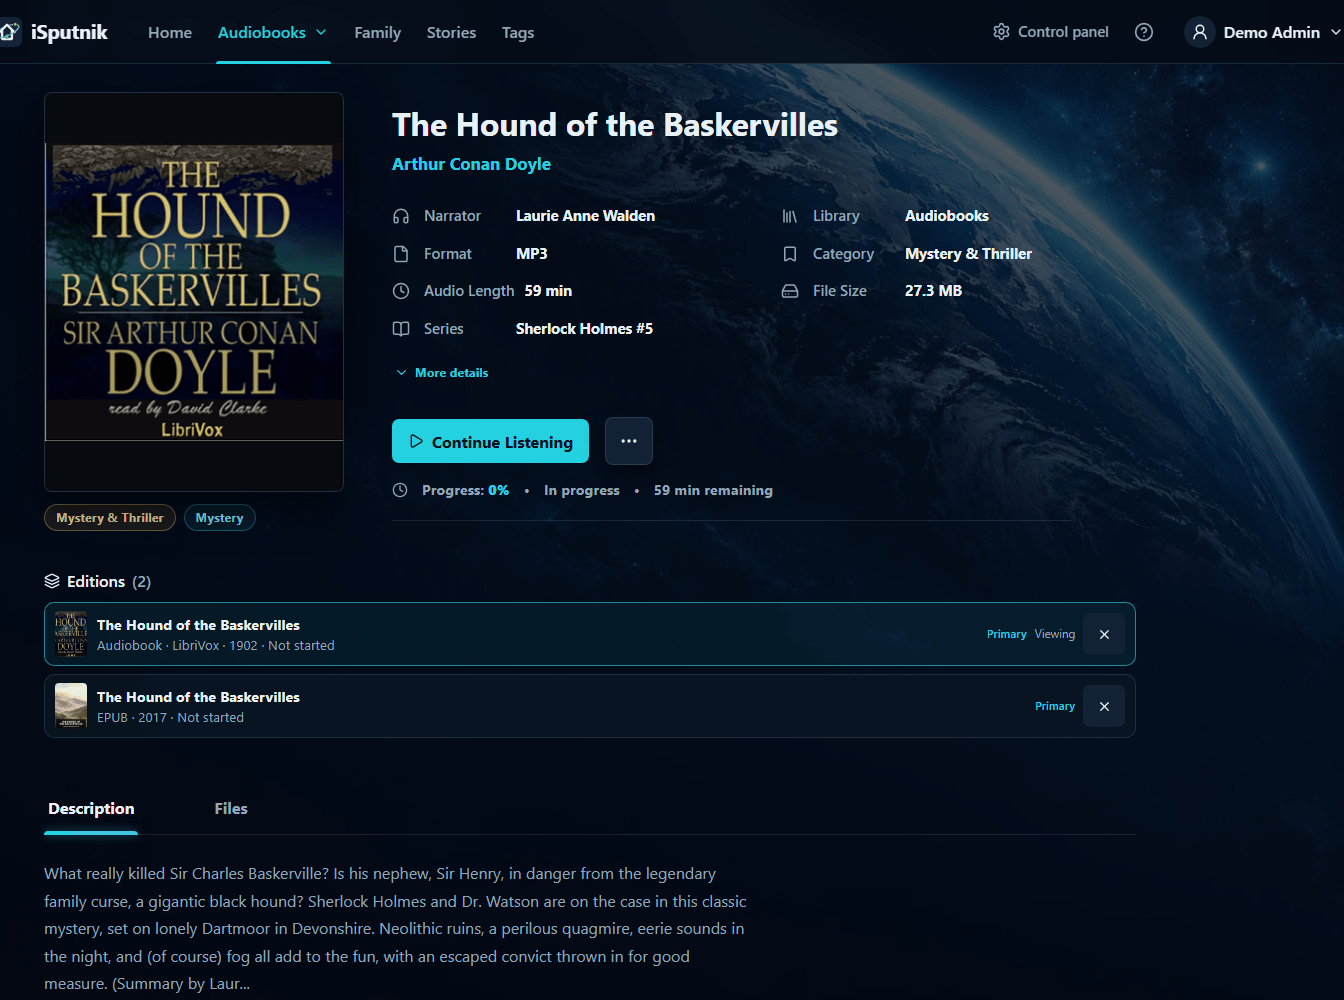 iSputnik Home Audiobooks Family Stories Tags Control panel Demo Admin
THE
HOUND
OF THE
BASKERVILLES
SIR ARTHUR CONAN
DOYLE
read by David Clarke
LibriVox
Mystery & Thriller Mystery
The Hound of the Baskervilles
Arthur Conan Doyle
Narrator Laurie Anne Walden Library Audiobooks
Format MP3 Category Mystery & Thriller
Audio Length 59 min File Size 27.3 MB
Series Sherlock Holmes #5
More details
Continue Listening ...
Progress: 0% • In progress • 59 min remaining
Editions (2)
The Hound of the Baskervilles
Audiobook · LibriVox · 1902 · Not started
Primary Viewing
The Hound of the Baskervilles
EPUB · 2017 · Not started
Primary
Description Files
What really killed Sir Charles Baskerville? Is his nephew, Sir Henry, in danger from the legendary
family curse, a gigantic black hound? Sherlock Holmes and Dr. Watson are on the case in this classic
mystery, set on lonely Dartmoor in Devonshire. Neolithic ruins, a perilous quagmire, eerie sounds in
the night, and (of course) fog all add to the fun, with an escaped convict thrown in for good
measure. (Summary by Laur...